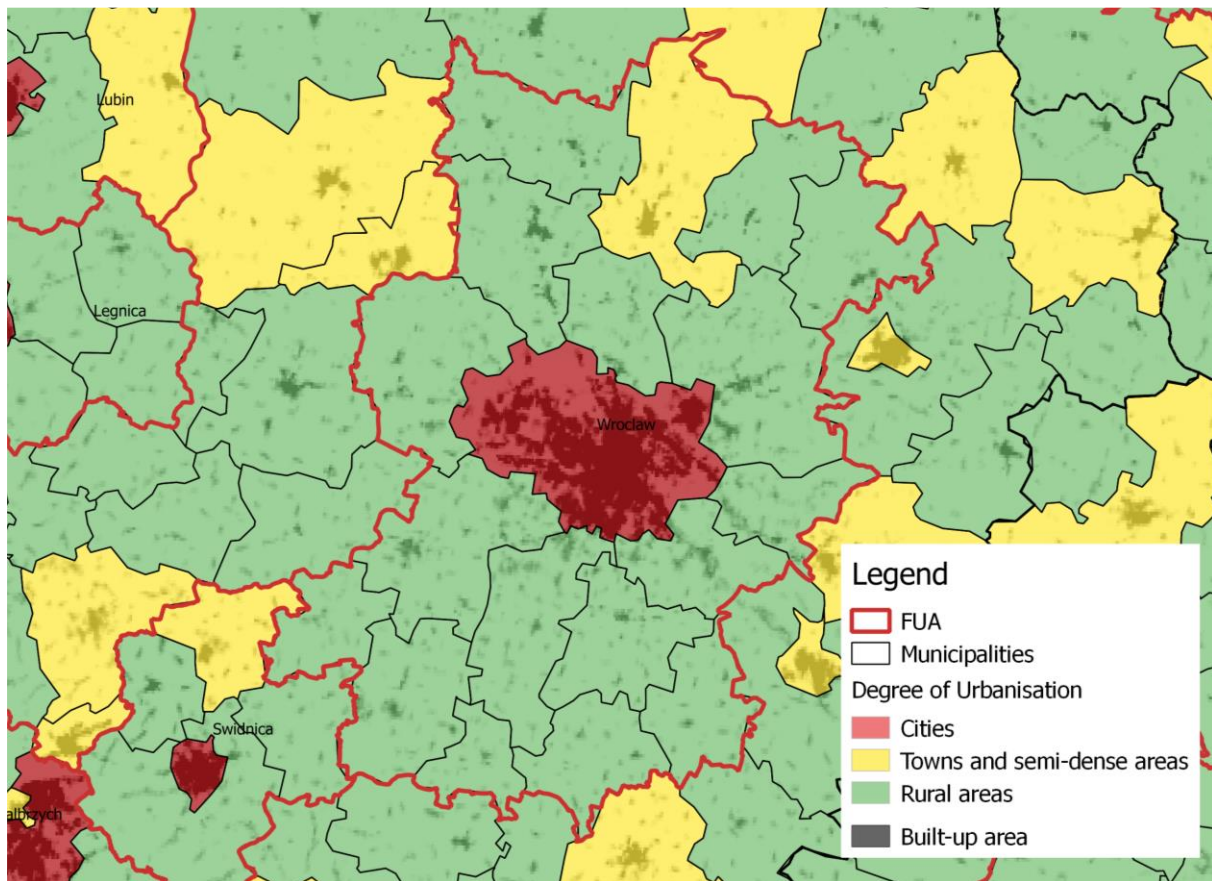 Lubin
Legnica
Wroclaw
Swidnica
albrzych
Legend
FUA
Municipalities
Degree of Urbanisation
Cities
Towns and semi-dense areas
Rural areas
Built-up area